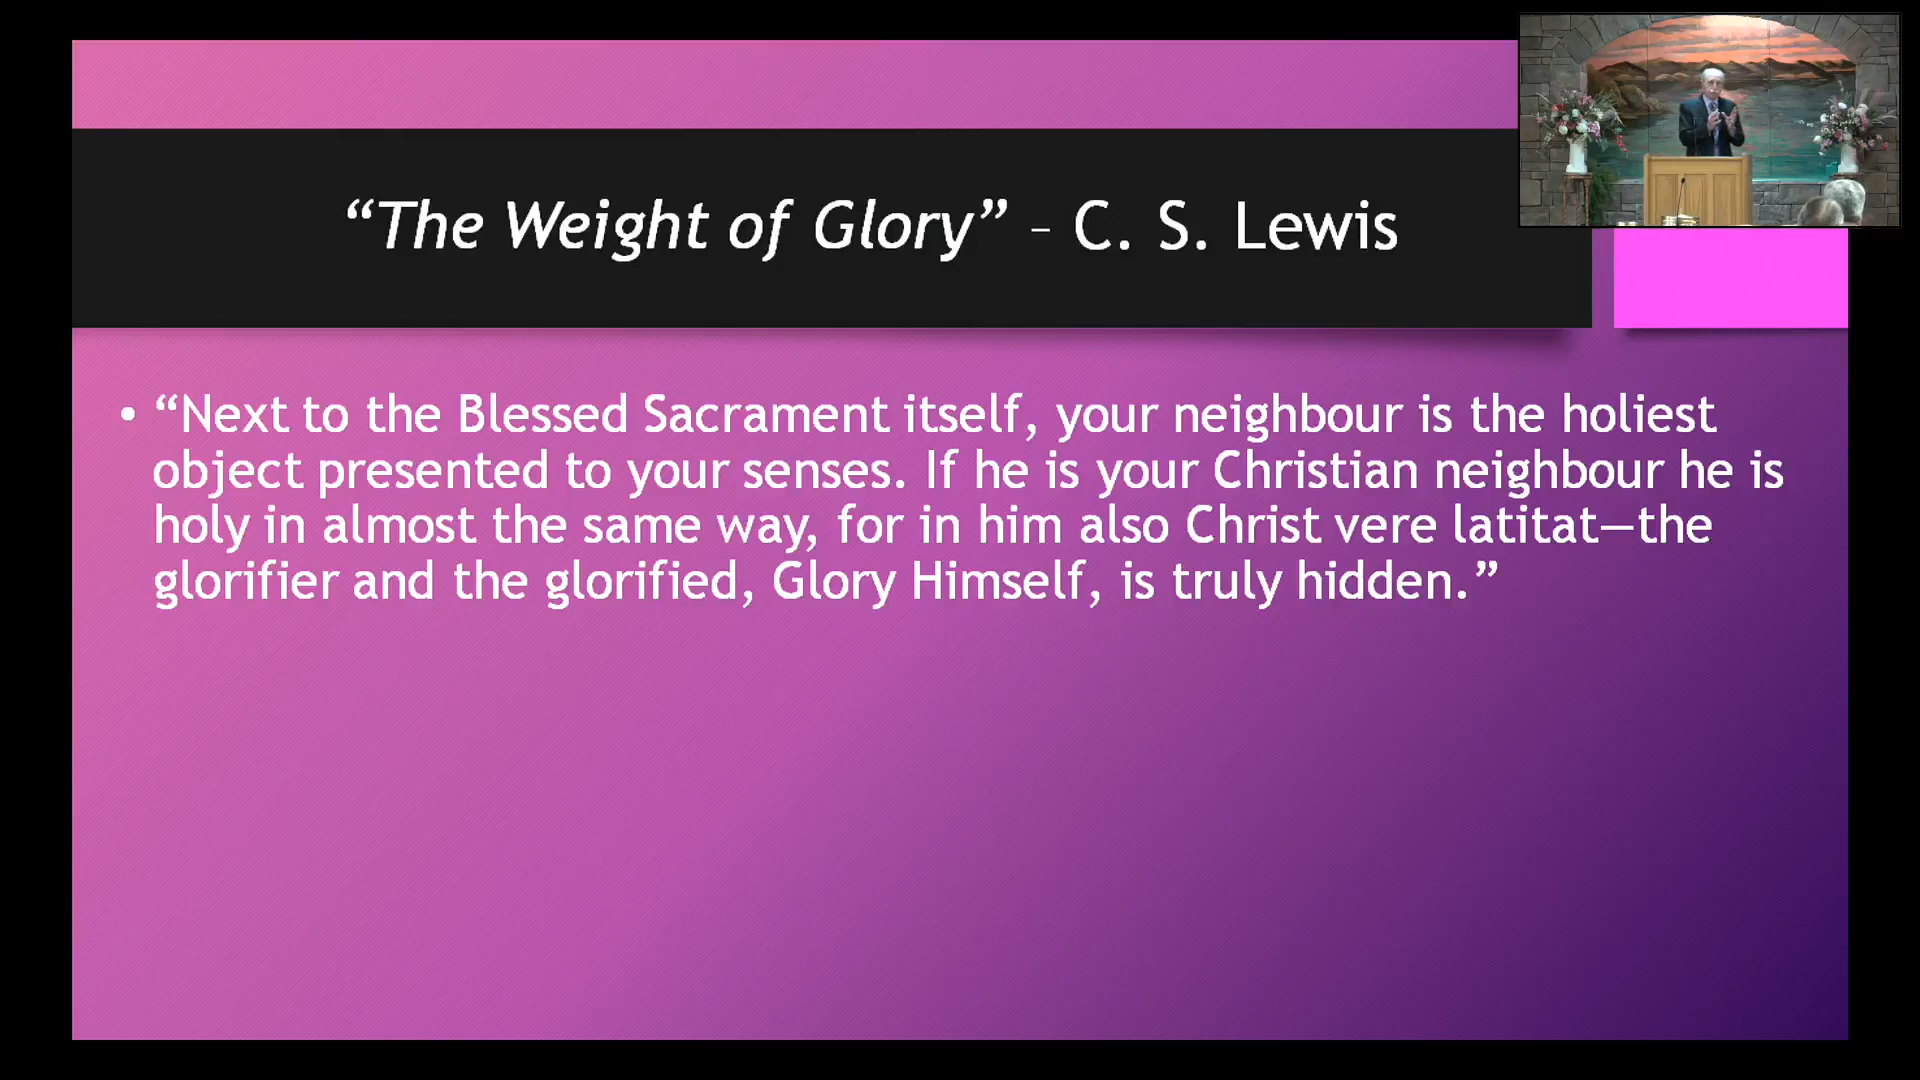 “The Weight of Glory” – C. S. Lewis
• “Next to the Blessed Sacrament itself, your neighbour is the holiest
object presented to your senses. If he is your Christian neighbour he is
holy in almost the same way, for in him also Christ vere latitat—the
glorifier and the glorified, Glory Himself, is truly hidden.”